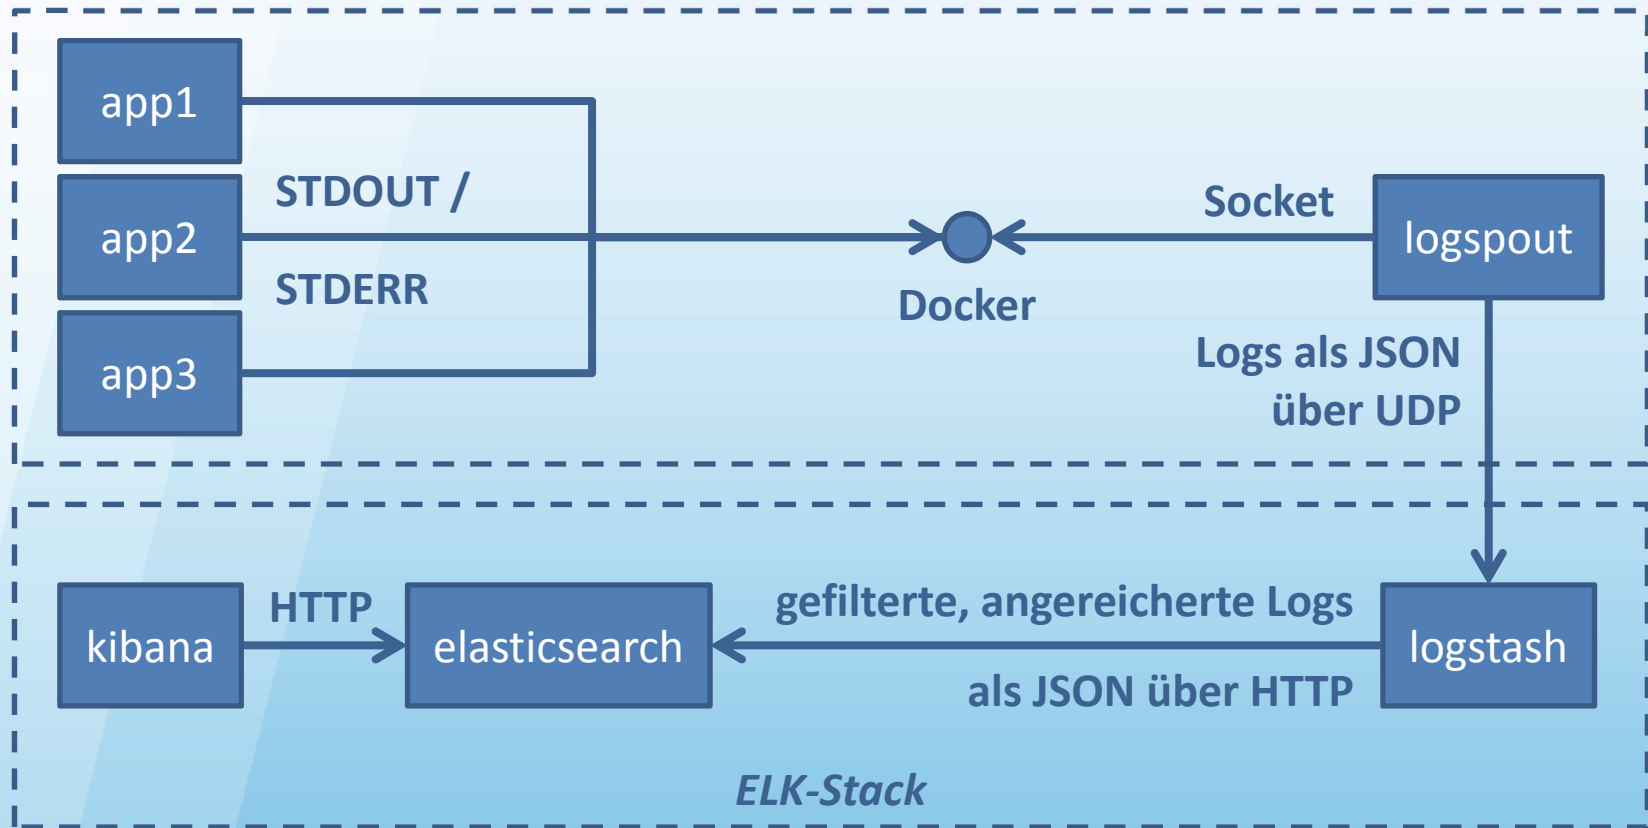 app1
STDOUT /
app2
STDERR
app3
Docker
Socket
logspout
Logs als JSON
über UDP
kibana
HTTP
elasticsearch
gefilterte, angereicherte Logs
als JSON über HTTP
logstash
ELK-Stack